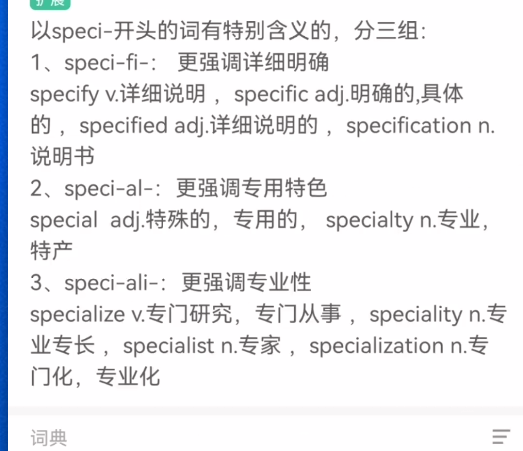 扩展
以speci-开头的词有特别含义的，分三组：
1、speci-fi-： 更强调详细明确
specify v.详细说明 ，specific adj.明确的,具体
的 ，specified adj.详细说明的 ，specification n.
说明书
2、speci-al-：更强调专用特色
special  adj.特殊的，专用的， specialty n.专业，
特产
3、speci-ali-：更强调专业性
specialize v.专门研究，专门从事 ，speciality n.专
业专长 ，specialist n.专家 ，specialization n.专
门化，专业化
词典